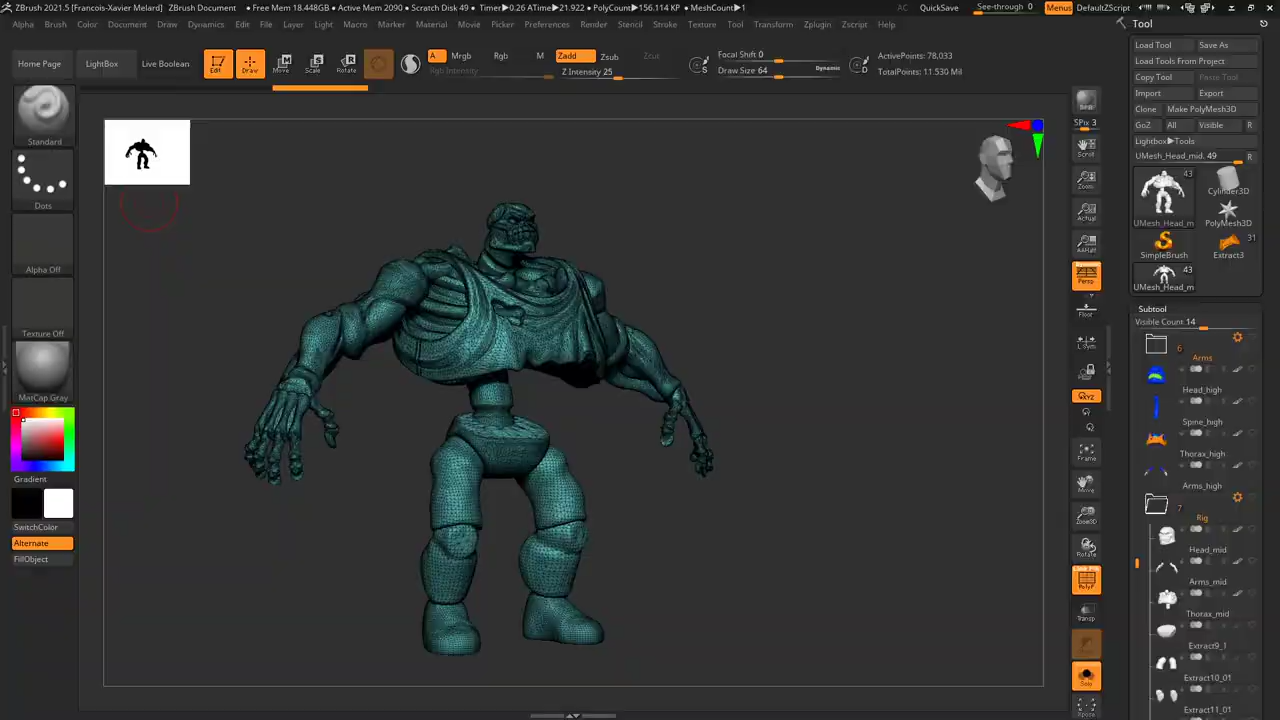 ZBrush 2021.5 [Francois-Xavier Melard] ZBrush Document • Free Mem 18.448GB • Active Mem 2090 • Scratch Disk 49 • Timer▶0.26 ATime▶21.922 • PolyCount▶156.114 KP • MeshCount▶1 AC QuickSave See-through 0 Menus DefaultZScript
Alpha Brush Color Document Draw Dynamics Edit File Layer Light Macro Marker Material Movie Picker Preferences Render Stencil Stroke Texture Tool Transform Zplugin Zscript Help
Home Page LightBox Live Boolean Edit Draw Move Scale Rotate
A Mrgb Rgb M Zadd Zsub Zcut
Rgb Intensity Z Intensity 25
Focal Shift 0
Draw Size 64 Dynamic
ActivePoints: 78,033
TotalPoints: 11.530 Mil
Standard
Dots
Alpha Off
Texture Off
MatCap Gray
Gradient
SwitchColor
Alternate
FillObject
BPR
SPix 3
Scroll
Zoom
Actual
AAHalf
Dynamic
Persp
Floor
L.Sym
XYZ
Frame
Move
Zoom3D
Rotate
Line Fill
PolyF
Transp
Solo
Xpose
Tool
Load Tool Save As
Load Tools From Project
Copy Tool Paste Tool
Import Export
Clone Make PolyMesh3D
GoZ All Visible R
Lightbox▶Tools
UMesh_Head_mid. 49 R
43
Cylinder3D
UMesh_Head_m PolyMesh3D
31
SimpleBrush Extract3
43
UMesh_Head_m
Subtool
Visible Count 14
6
Arms
Head_high
Spine_high
Thorax_high
Arms_high
7
Rig
Head_mid
Arms_mid
Thorax_mid
Extract9_1
Extract10_01
Extract11_01